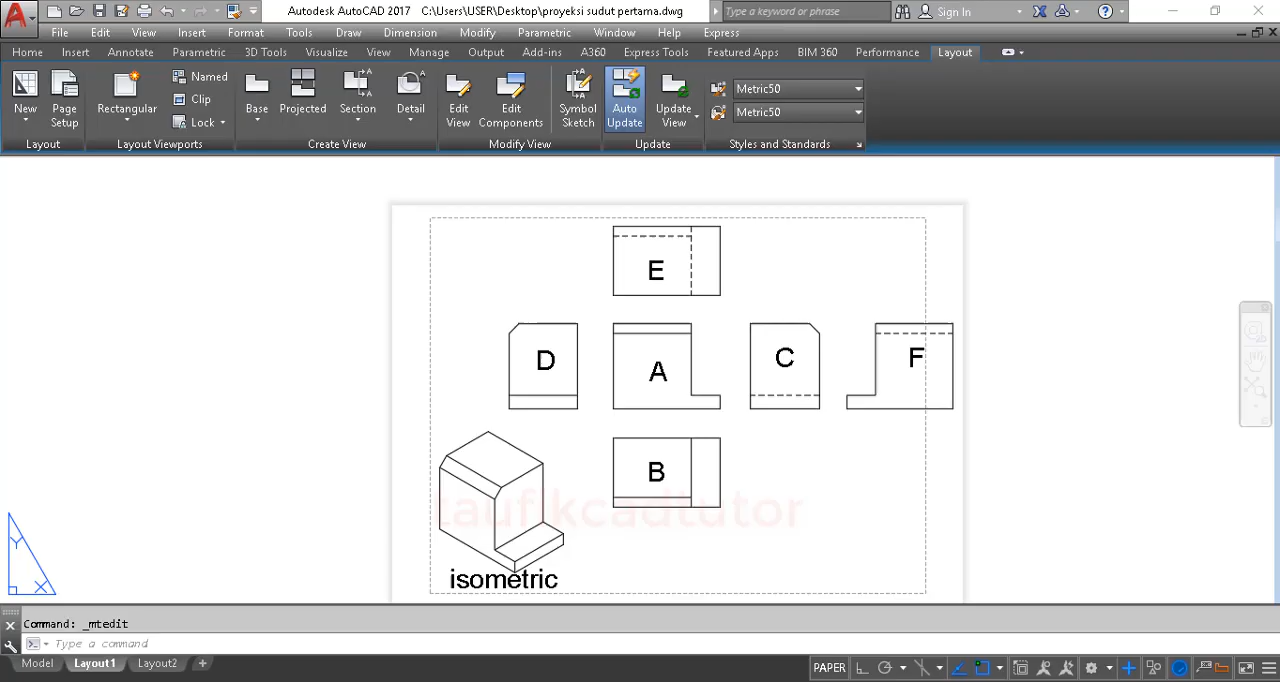 Autodesk AutoCAD 2017 C:\Users\USER\Desktop\proyeksi sudut pertama.dwg
Type a keyword or phrase
Sign In
File Edit View Insert Format Tools Draw Dimension Modify Parametric Window Help Express
Home Insert Annotate Parametric 3D Tools Visualize View Manage Output Add-ins A360 Express Tools Featured Apps BIM 360 Performance Layout
New
Page Setup
Layout
Rectangular
Named
Clip
Lock
Layout Viewports
Base
Projected
Section
Detail
Create View
Edit View
Edit Components
Modify View
Symbol Sketch
Auto Update
Update View
Update
Metric50
Metric50
Styles and Standards
E
D A C F
B
taufikcadtutor
isometric
Y
X
Command: _mtedit
Type a command
Model Layout1 Layout2 +
PAPER